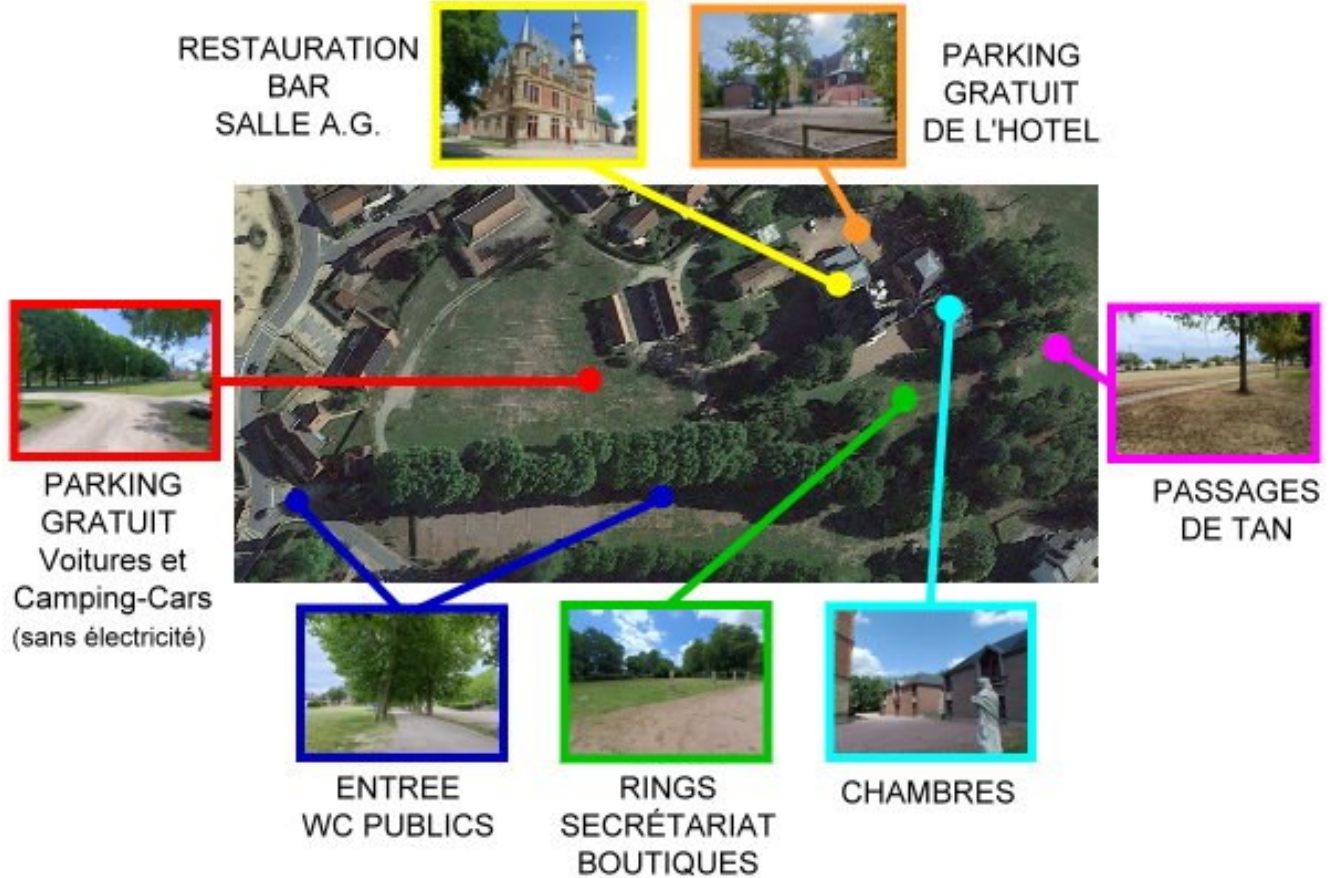 RESTAURATION
BAR
SALLE A.G.
PARKING
GRATUIT
DE L'HOTEL
PARKING
GRATUIT
Voitures et
Camping-Cars
(sans électricité)
PASSAGES
DE TAN
ENTREE
WC PUBLICS
RINGS
SECRÉTARIAT
BOUTIQUES
CHAMBRES